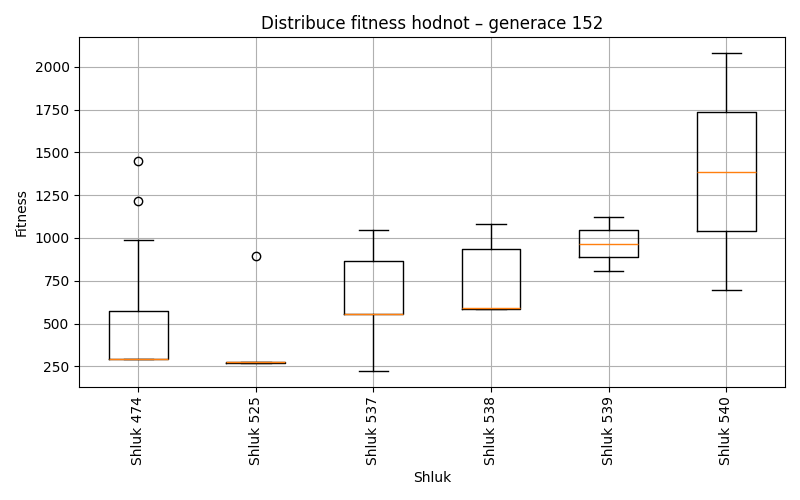 Distribuce fitness hodnot – generace 152
Fitness
2000
1750
1500
1250
1000
750
500
250
Shluk 474
Shluk 525
Shluk 537
Shluk 538
Shluk 539
Shluk 540
Shluk